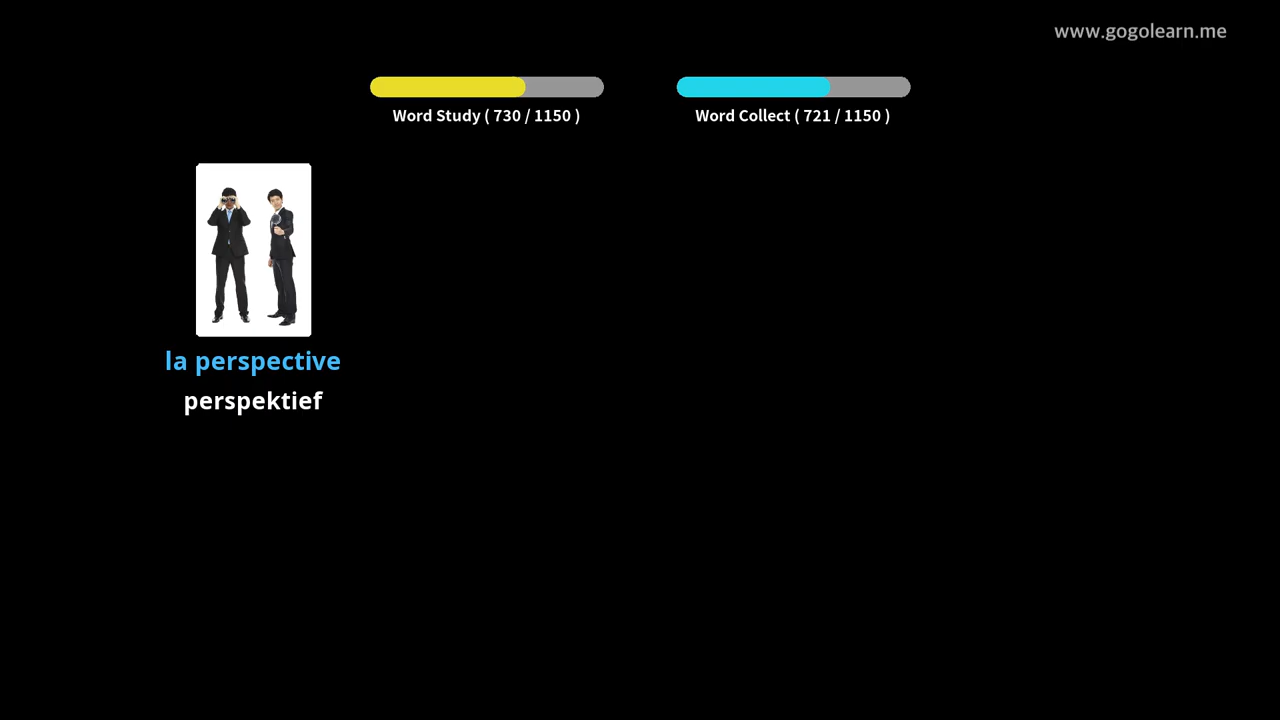 www.gogolearn.me
Word Study ( 730 / 1150 )
Word Collect ( 721 / 1150 )
la perspective
perspektief